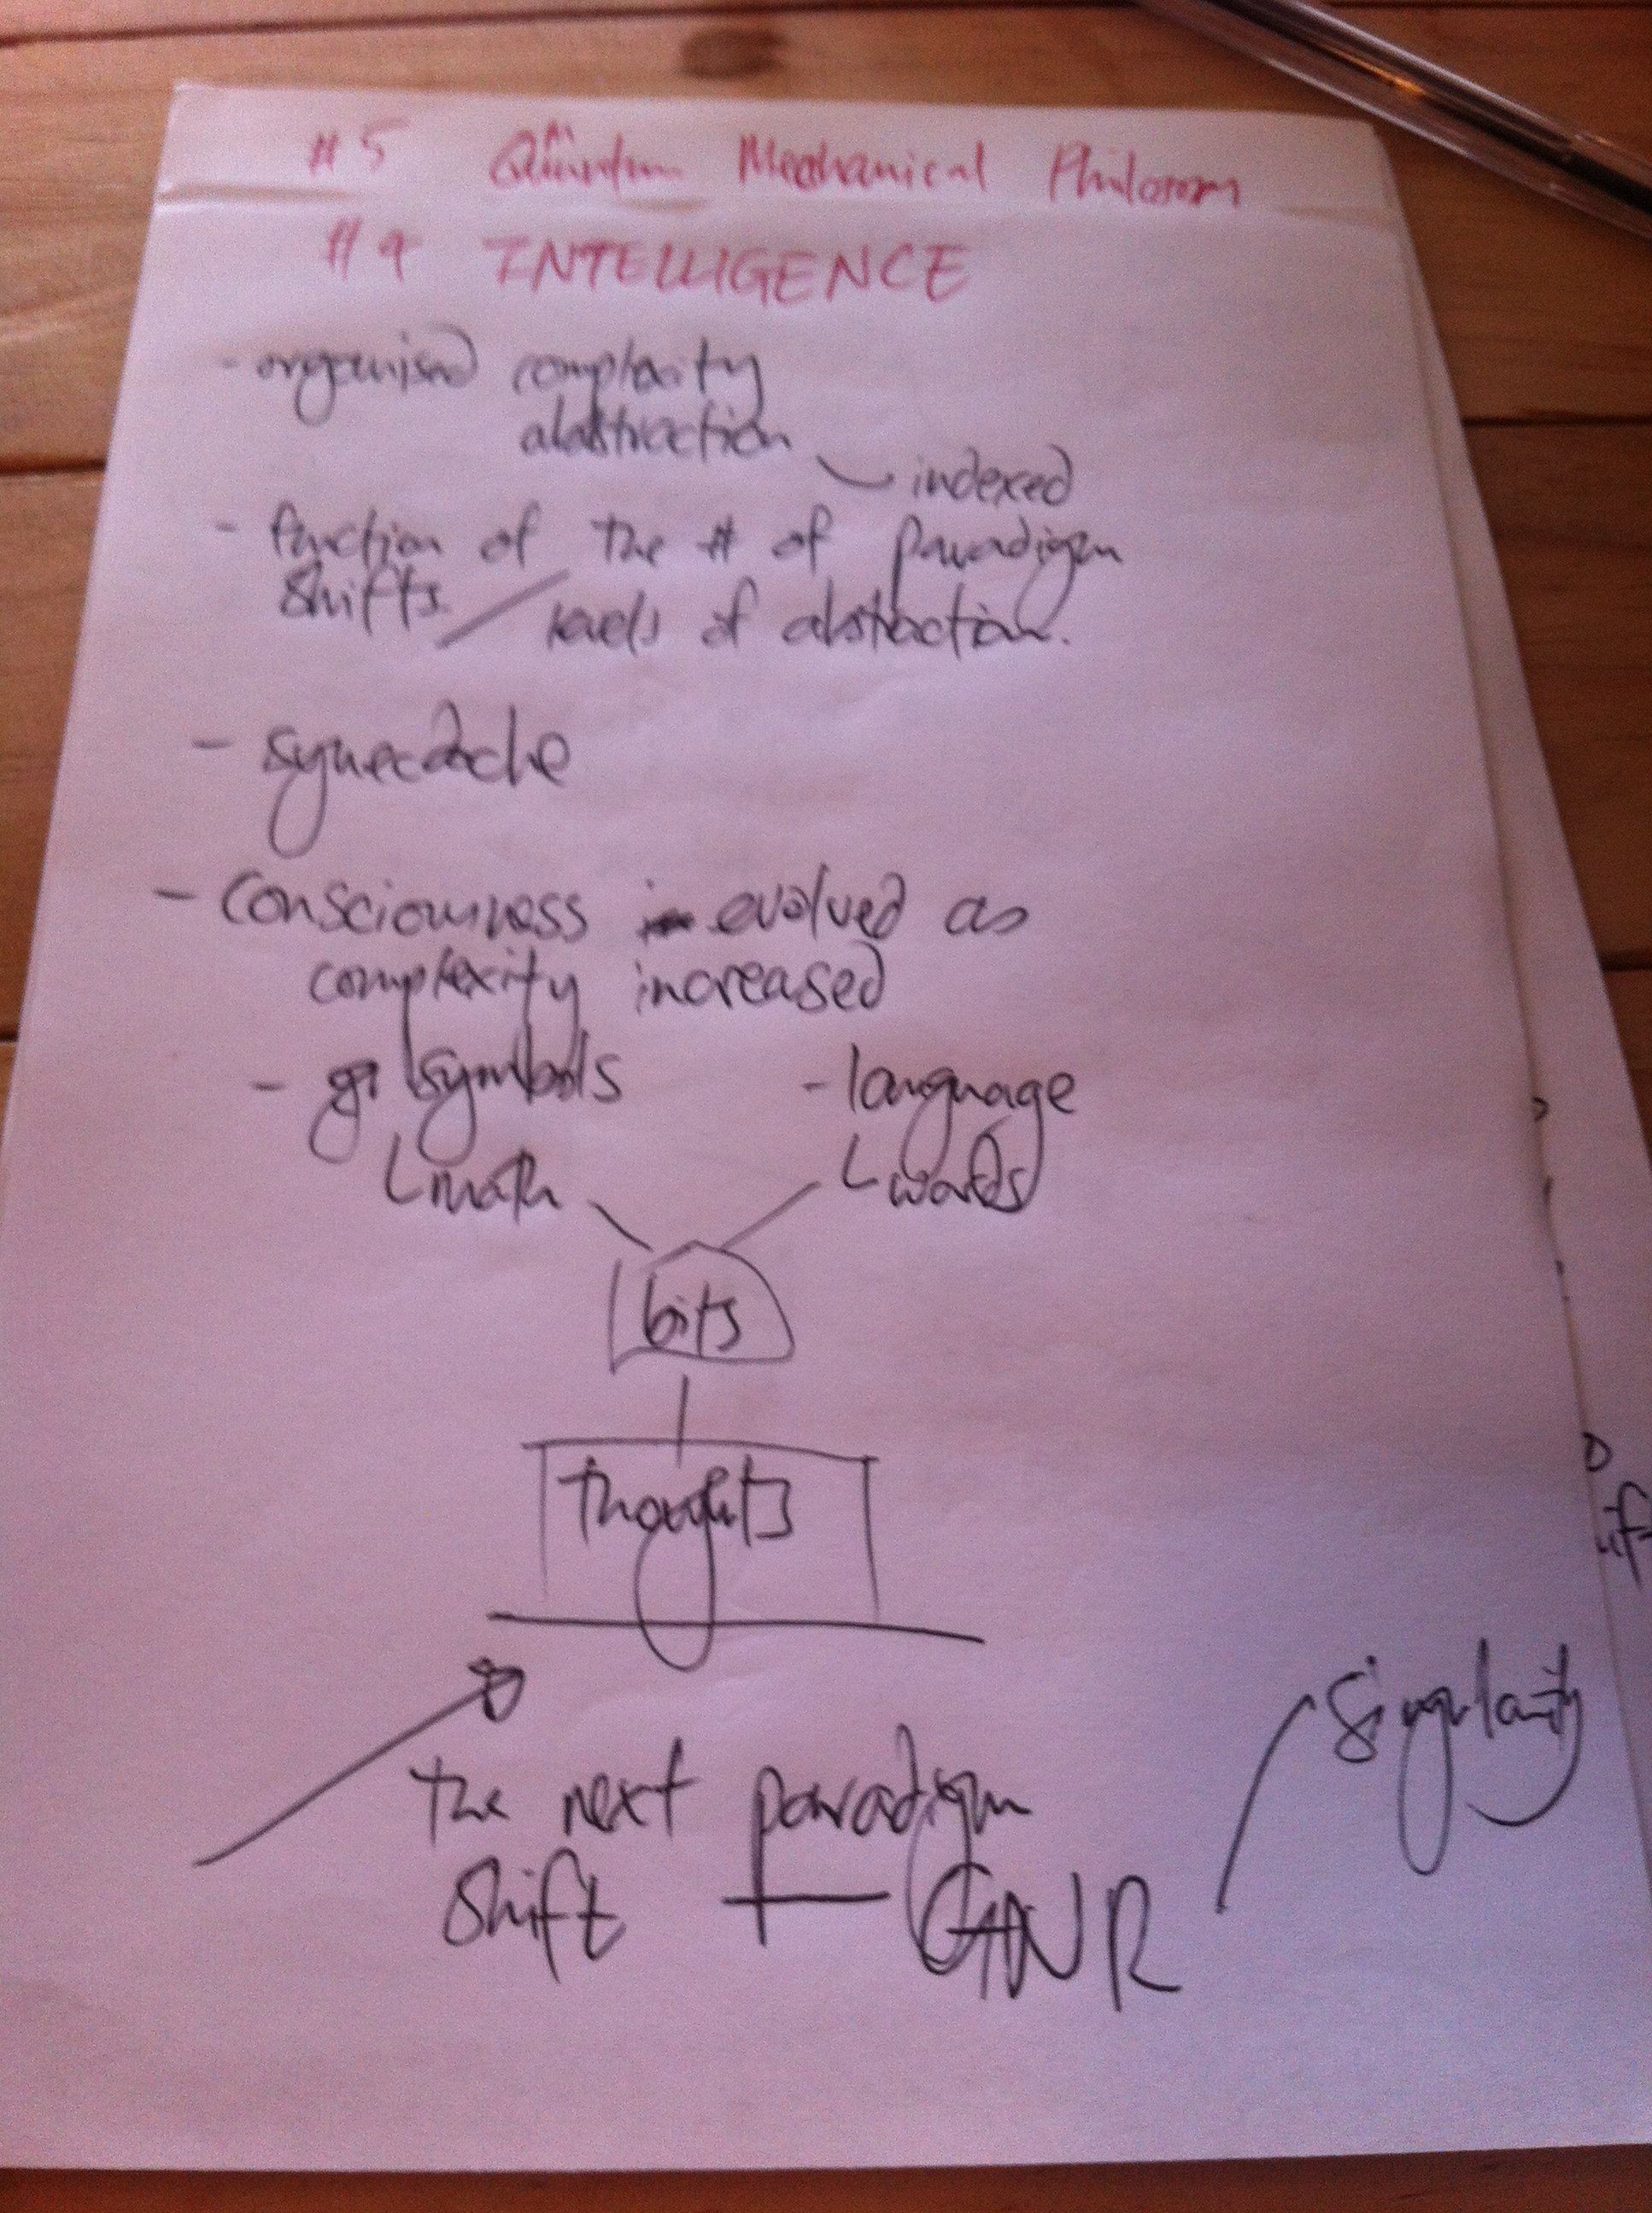 #5 Quantum Mechanical Philosom
#4 INTELLIGENCE
- organised complexity
abstraction
indexed
- function of the # of paradigm
shifts / levels of abstraction.
- synecdoche
- consciousness evolved as
complexity increased
- symbols - language
math words
bits
thoughts
the next paradigm
shift GNR
singularity